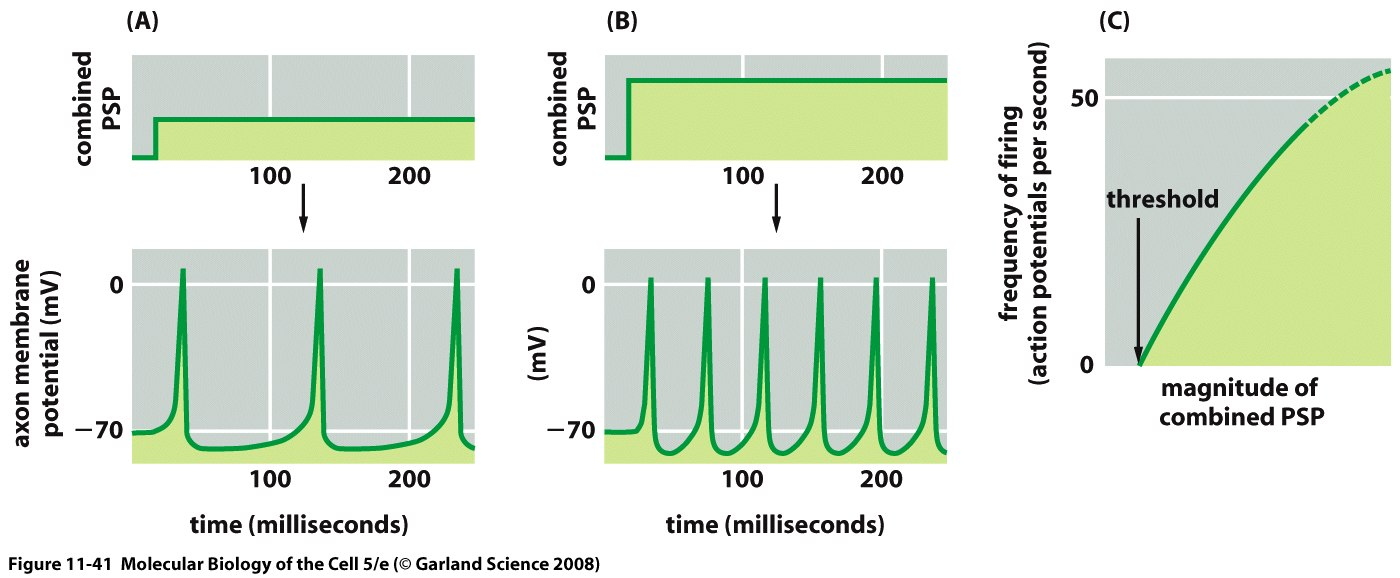 (A)
combined
PSP
100 200
0
−70
axon membrane
potential (mV)
100 200
time (milliseconds)
(B)
combined
PSP
100 200
0
−70
(mV)
100 200
time (milliseconds)
(C)
frequency of firing
(action potentials per second)
50
threshold
0
magnitude of
combined PSP
Figure 11-41 Molecular Biology of the Cell 5/e (© Garland Science 2008)